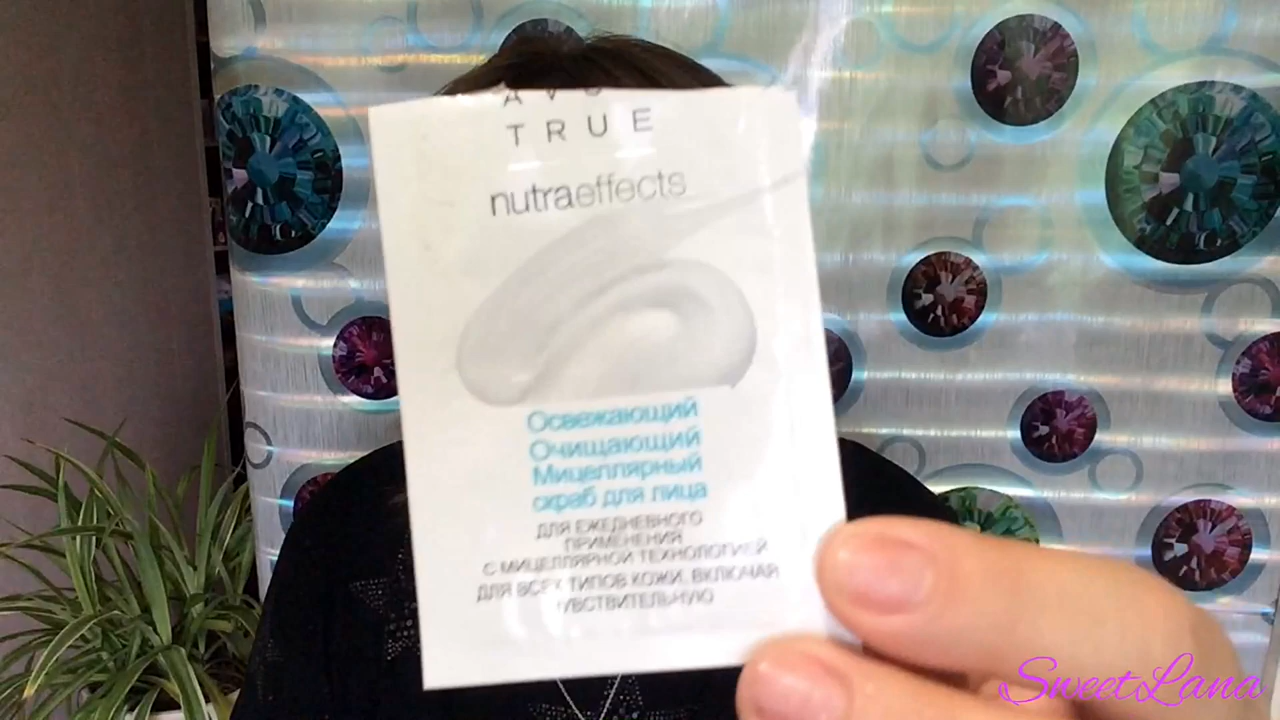 TRUE
nutraeffects
Освежающий
Очищающий
Мицеллярный
скраб для лица
ДЛЯ ЕЖЕДНЕВНОГО
ПРИМЕНЕНИЯ
С МИЦЕЛЛЯРНОЙ ТЕХНОЛОГИЕЙ
ДЛЯ ВСЕХ ТИПОВ КОЖИ, ВКЛЮЧАЯ
ЧУВСТВИТЕЛЬНУЮ
SweetLana